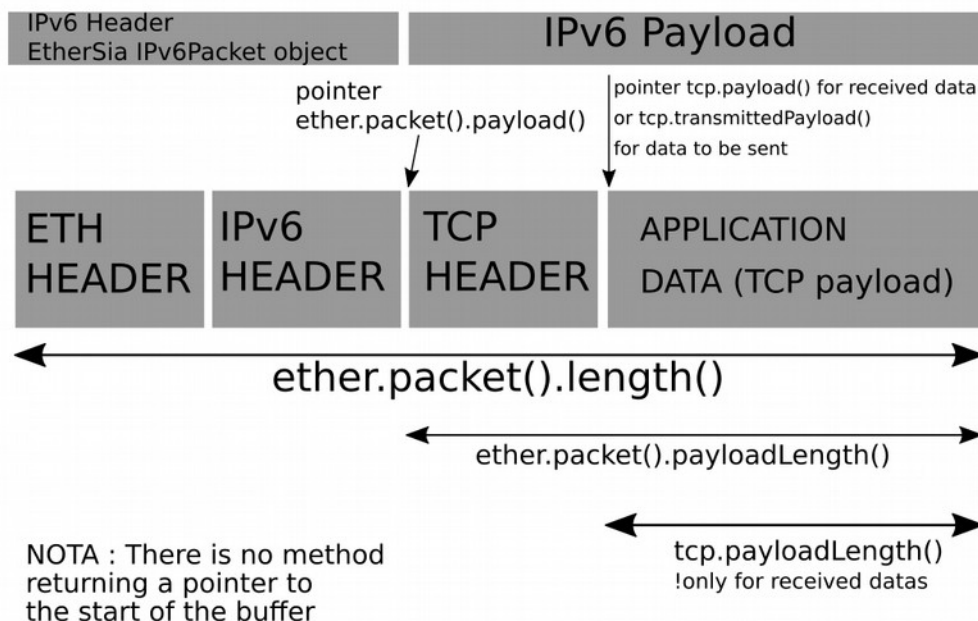 IPv6 Header
EtherSia IPv6Packet object
IPv6 Payload
pointer
ether.packet().payload()
pointer tcp.payload() for received data
or tcp.transmittedPayload()
for data to be sent
ETH
HEADER
IPv6
HEADER
TCP
HEADER
APPLICATION
DATA (TCP payload)
ether.packet().length()
ether.packet().payloadLength()
tcp.payloadLength()
!only for received datas
NOTA : There is no method
returning a pointer to
the start of the buffer